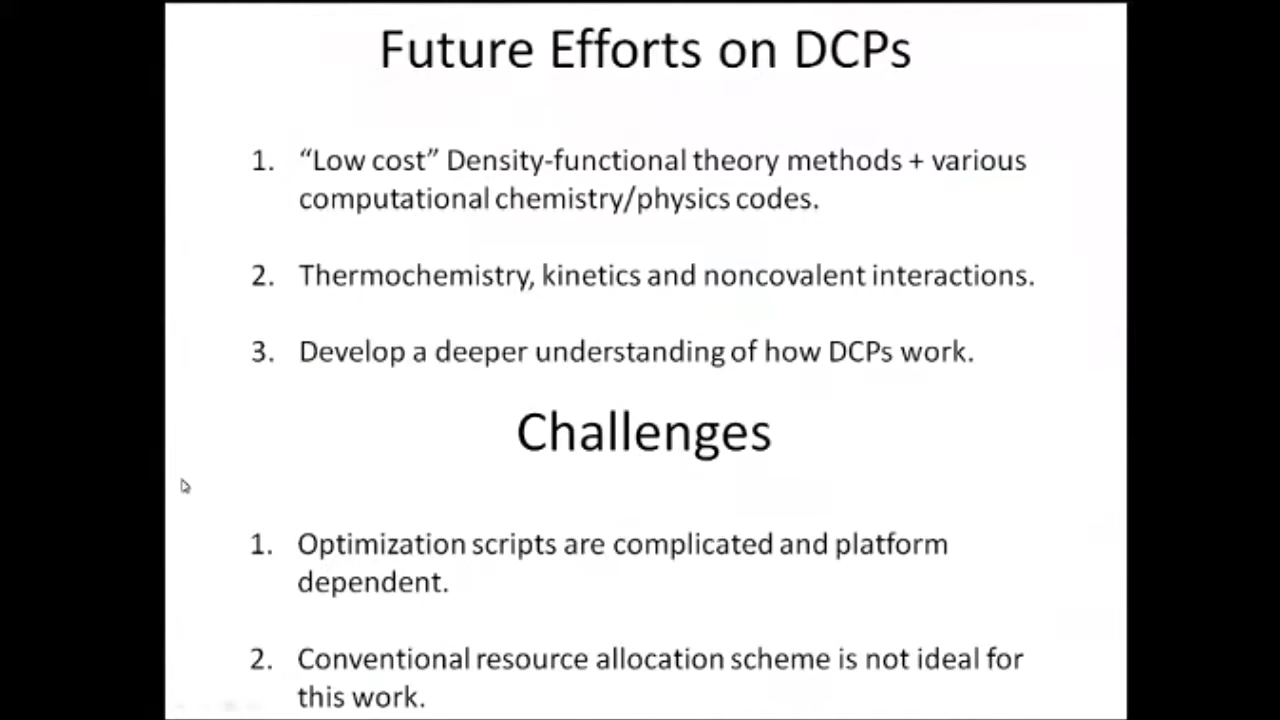 Future Efforts on DCPs
1. “Low cost” Density-functional theory methods + various
computational chemistry/physics codes.
2. Thermochemistry, kinetics and noncovalent interactions.
3. Develop a deeper understanding of how DCPs work.
Challenges
1. Optimization scripts are complicated and platform
dependent.
2. Conventional resource allocation scheme is not ideal for
this work.